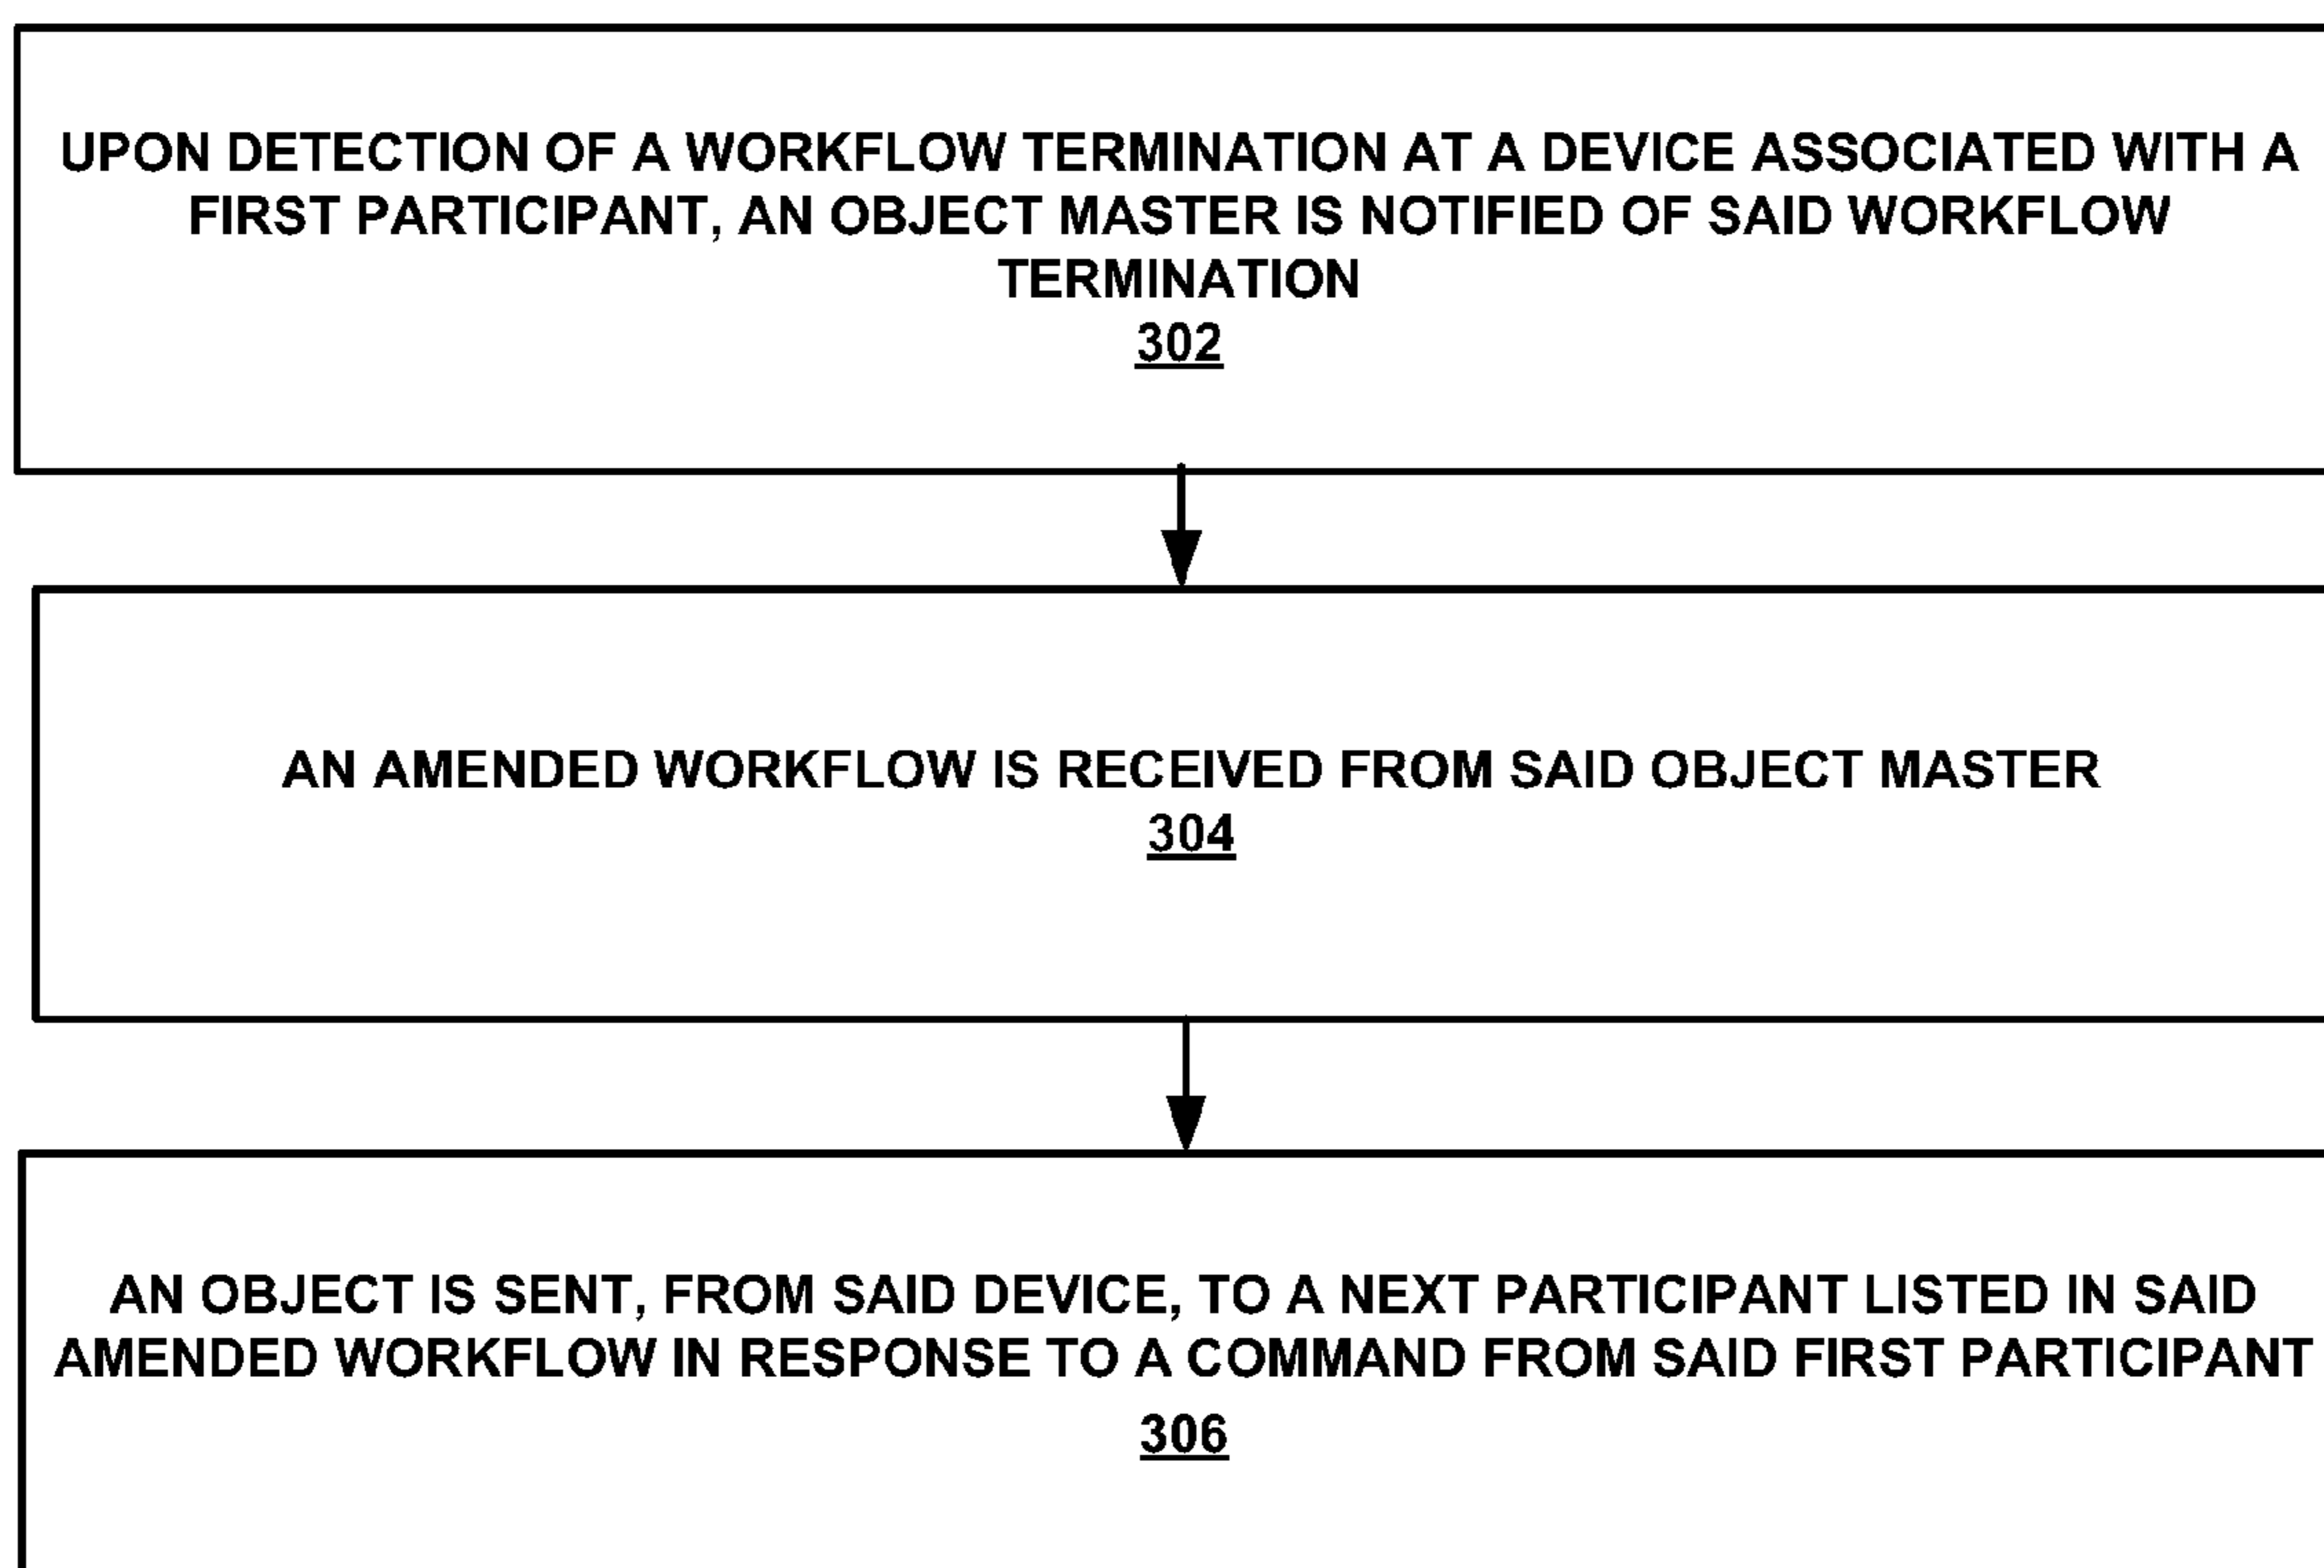 UPON DETECTION OF A WORKFLOW TERMINATION AT A DEVICE ASSOCIATED WITH A
FIRST PARTICIPANT, AN OBJECT MASTER IS NOTIFIED OF SAID WORKFLOW
TERMINATION
302
AN AMENDED WORKFLOW IS RECEIVED FROM SAID OBJECT MASTER
304
AN OBJECT IS SENT, FROM SAID DEVICE, TO A NEXT PARTICIPANT LISTED IN SAID
AMENDED WORKFLOW IN RESPONSE TO A COMMAND FROM SAID FIRST PARTICIPANT
306